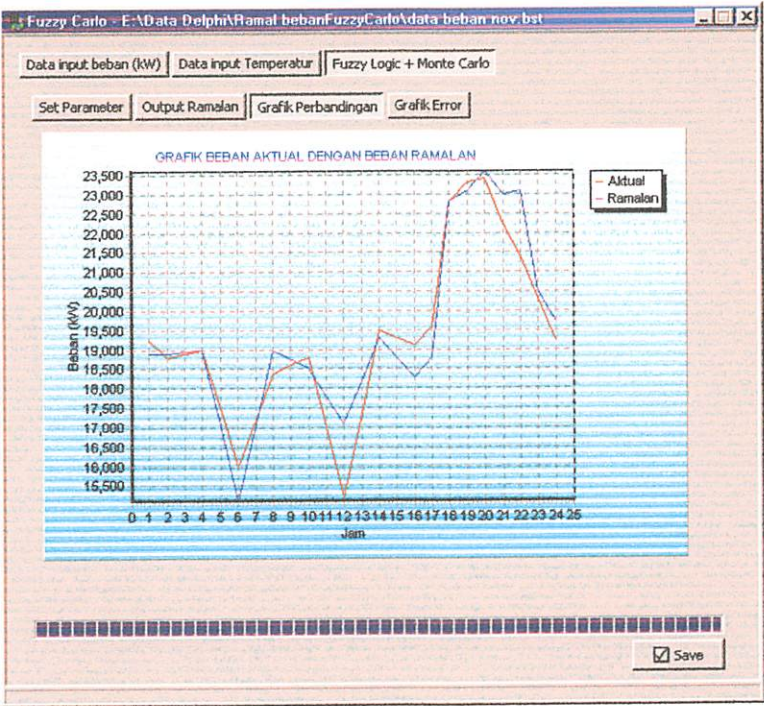 Fuzzy Carlo - E:\Data Delphi\Ramal bebanFuzzyCarlo\data beban nov.bst
Data input beban (kW) Data input Temperatur Fuzzy Logic + Monte Carlo
Set Parameter Output Ramalan Grafik Perbandingan Grafik Error
GRAFIK BEBAN AKTUAL DENGAN BEBAN RAMALAN
Aktual
Ramalan
Beban (kW)
23,500
23,000
22,500
22,000
21,500
21,000
20,500
20,000
19,500
19,000
18,500
18,000
17,500
17,000
16,500
16,000
15,500
0 1 2 3 4 5 6 7 8 9 10 11 12 13 14 15 16 17 18 19 20 21 22 23 24 25
Jam
Save